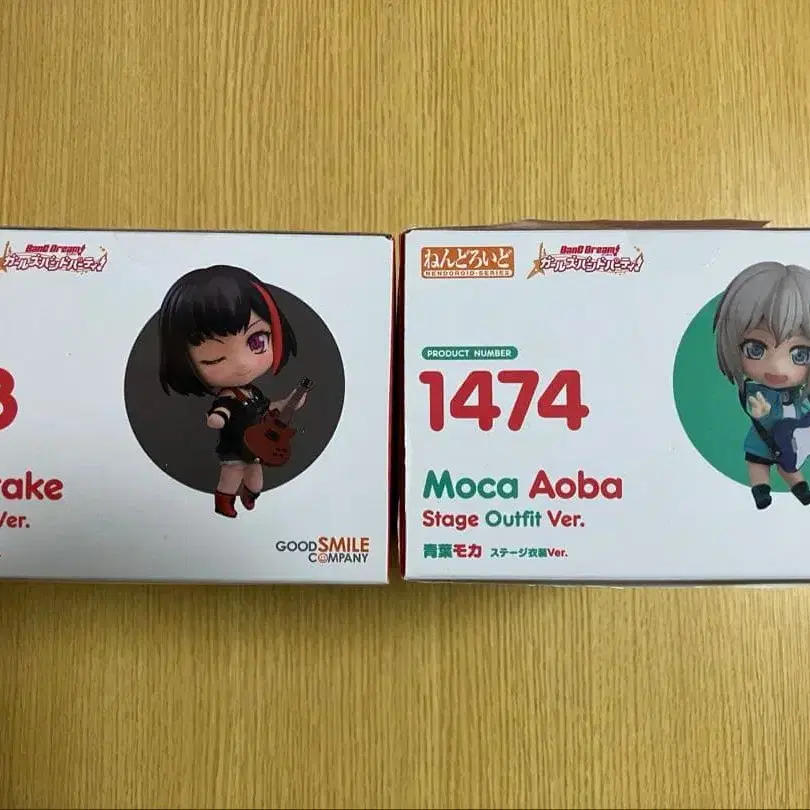 BanG Dream!
ガールズバンドパーティ!
3
take
Ver.
GOOD SMILE
COMPANY
ねんどろいど
NENDOROID・SERIES
BanG Dream!
ガールズバンドパーティ!
PRODUCT NUMBER
1474
Moca Aoba
Stage Outfit Ver.
青葉モカ ステージ衣装Ver.